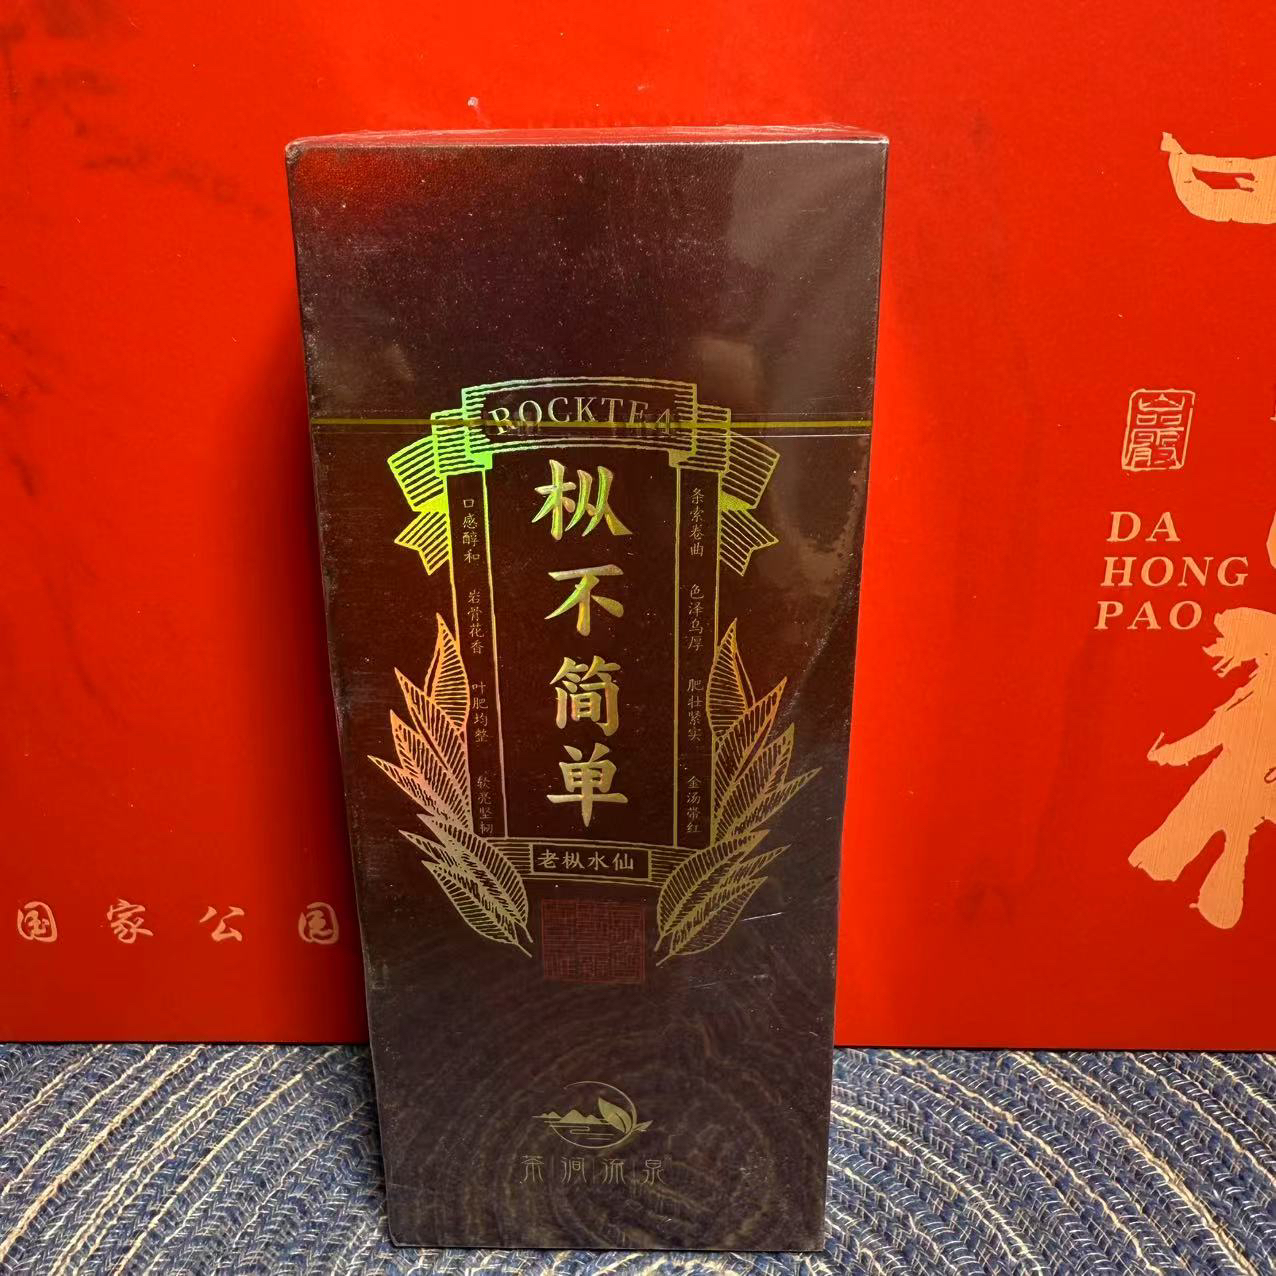 ROCKTEA
枞不简单
条索卷曲 色泽乌厚 肥壮紧实 金汤带红
口感醇和 岩骨花香 叶肥均整 软亮坚韧
老枞水仙
茶涧流泉
国家公园
DA
HONG
PAO